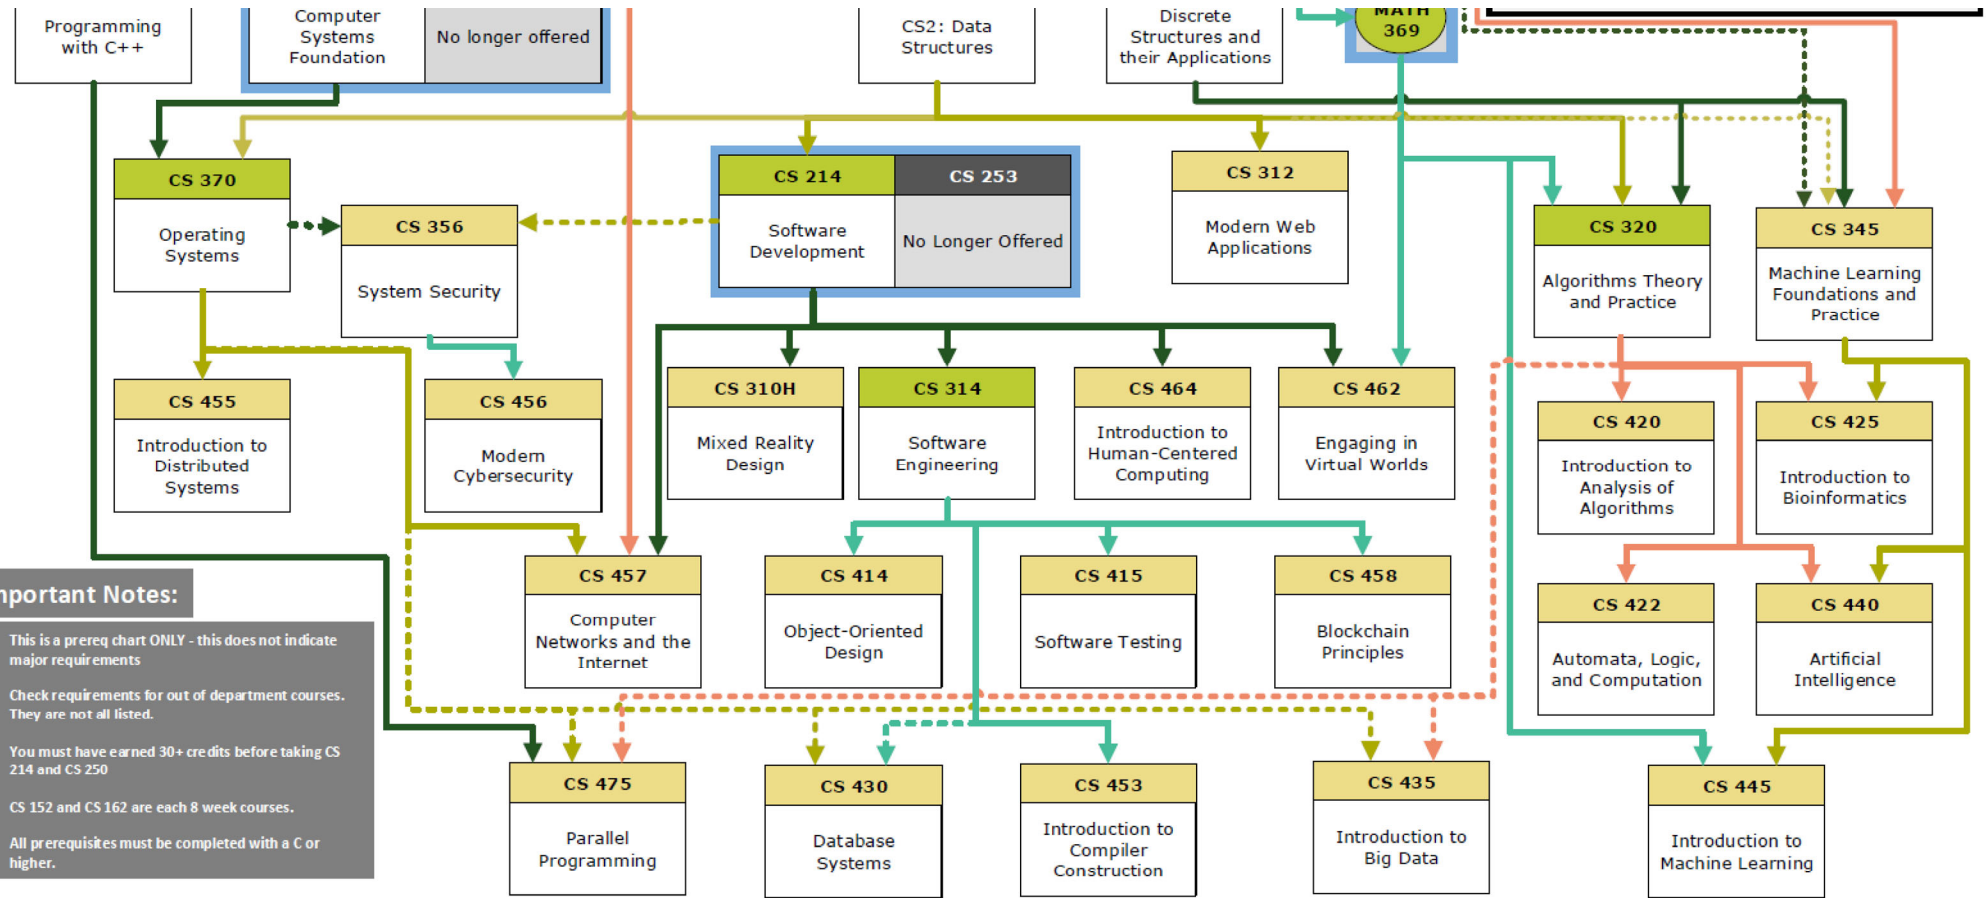 Programming
with C++
Computer
Systems
Foundation
No longer offered
CS2: Data
Structures
Discrete
Structures and
their Applications
MATH
369
CS 370
Operating
Systems
CS 356
System Security
CS 214
Software
Development
CS 253
No Longer Offered
CS 312
Modern Web
Applications
CS 320
Algorithms Theory
and Practice
CS 345
Machine Learning
Foundations and
Practice
CS 455
Introduction to
Distributed
Systems
CS 456
Modern
Cybersecurity
CS 310H
Mixed Reality
Design
CS 314
Software
Engineering
CS 464
Introduction to
Human-Centered
Computing
CS 462
Engaging in
Virtual Worlds
CS 420
Introduction to
Analysis of
Algorithms
CS 425
Introduction to
Bioinformatics
CS 457
Computer
Networks and the
Internet
CS 414
Object-Oriented
Design
CS 415
Software Testing
CS 458
Blockchain
Principles
CS 422
Automata, Logic,
and Computation
CS 440
Artificial
Intelligence
CS 475
Parallel
Programming
CS 430
Database
Systems
CS 453
Introduction to
Compiler
Construction
CS 435
Introduction to
Big Data
CS 445
Introduction to
Machine Learning
mportant Notes:
This is a prereq chart ONLY - this does not indicate
major requirements
Check requirements for out of department courses.
They are not all listed.
You must have earned 30+ credits before taking CS
214 and CS 250
CS 152 and CS 162 are each 8 week courses.
All prerequisites must be completed with a C or
higher.